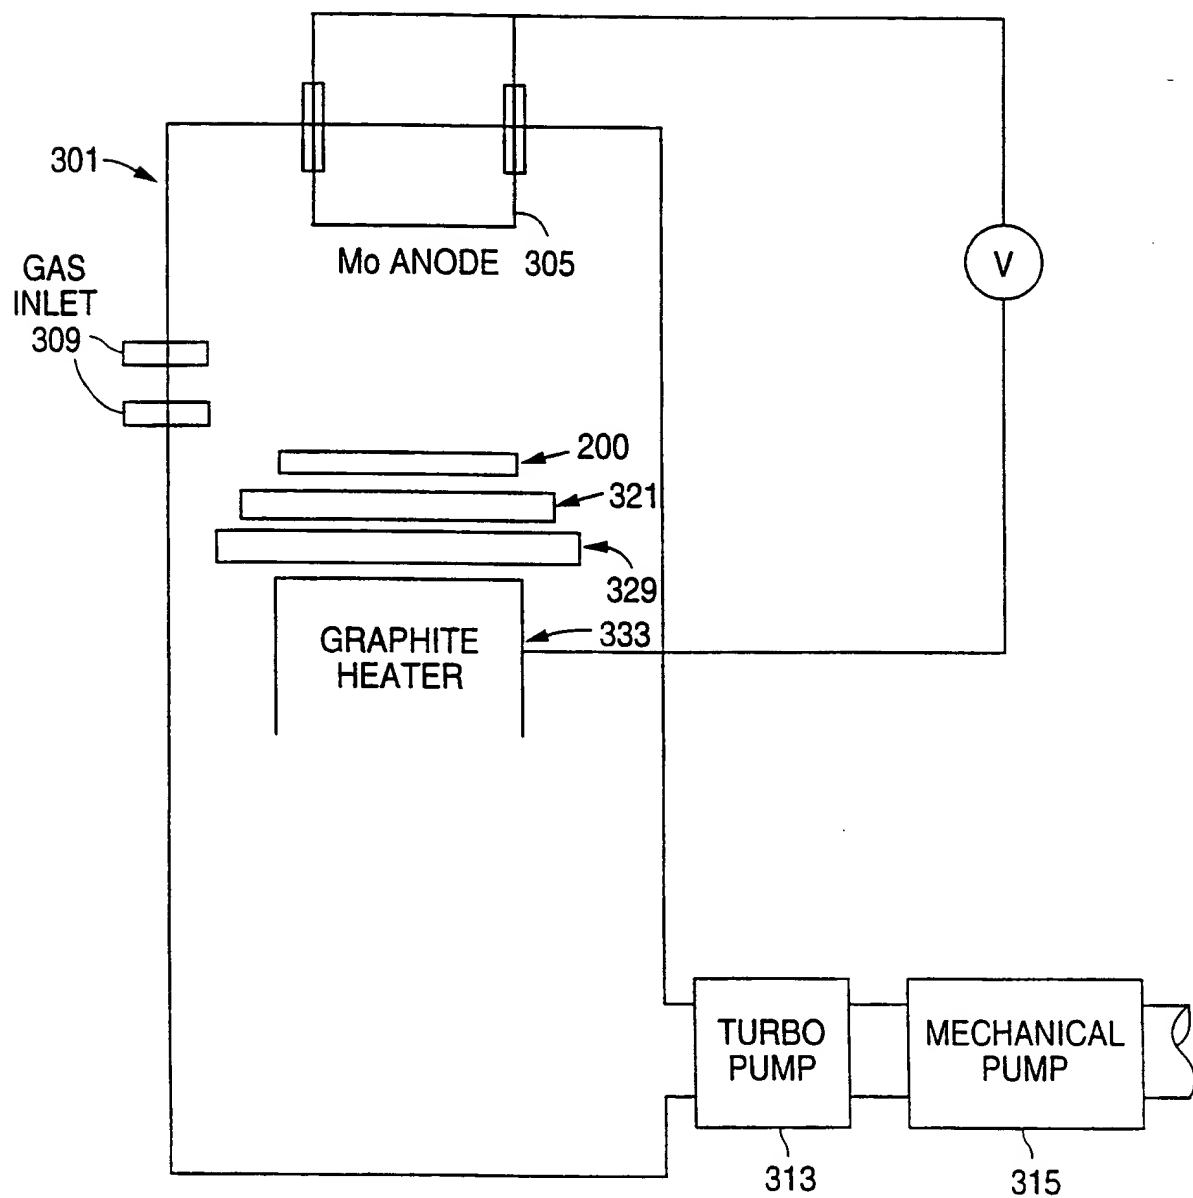 301
Mo ANODE 305
GAS
INLET
309
V
200
321
329
333
GRAPHITE
HEATER
TURBO
PUMP
MECHANICAL
PUMP
313
315